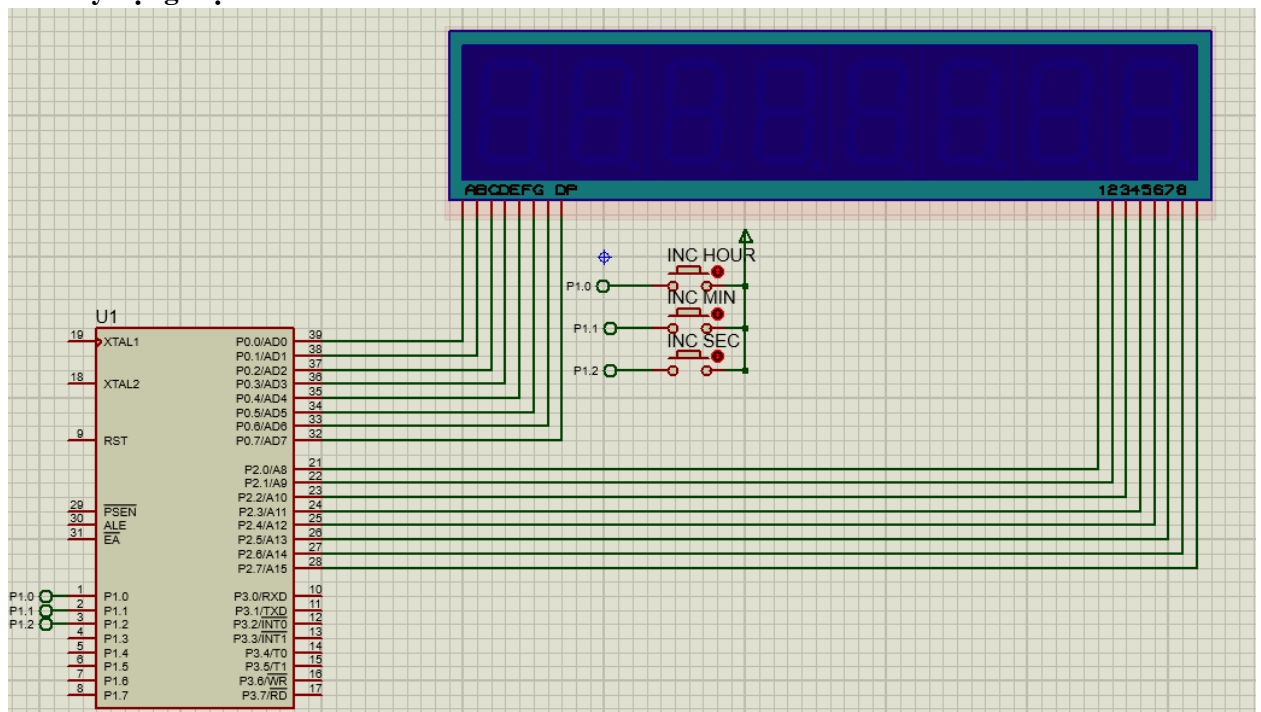 ABCDEFG DP
12345678
INC HOUR
P1.0
INC MIN
P1.1
INC SEC
P1.2
U1
19 XTAL1
18 XTAL2
9 RST
29 PSEN
30 ALE
31 EA
1 P1.0
2 P1.1
3 P1.2
4 P1.3
5 P1.4
6 P1.5
7 P1.6
8 P1.7
P0.0/AD0 39
P0.1/AD1 38
P0.2/AD2 37
P0.3/AD3 36
P0.4/AD4 35
P0.5/AD5 34
P0.6/AD6 33
P0.7/AD7 32
P2.0/A8 21
P2.1/A9 22
P2.2/A10 23
P2.3/A11 24
P2.4/A12 25
P2.5/A13 26
P2.6/A14 27
P2.7/A15 28
P3.0/RXD 10
P3.1/TXD 11
P3.2/INT0 12
P3.3/INT1 13
P3.4/T0 14
P3.5/T1 15
P3.6/WR 16
P3.7/RD 17
P1.0
P1.1
P1.2